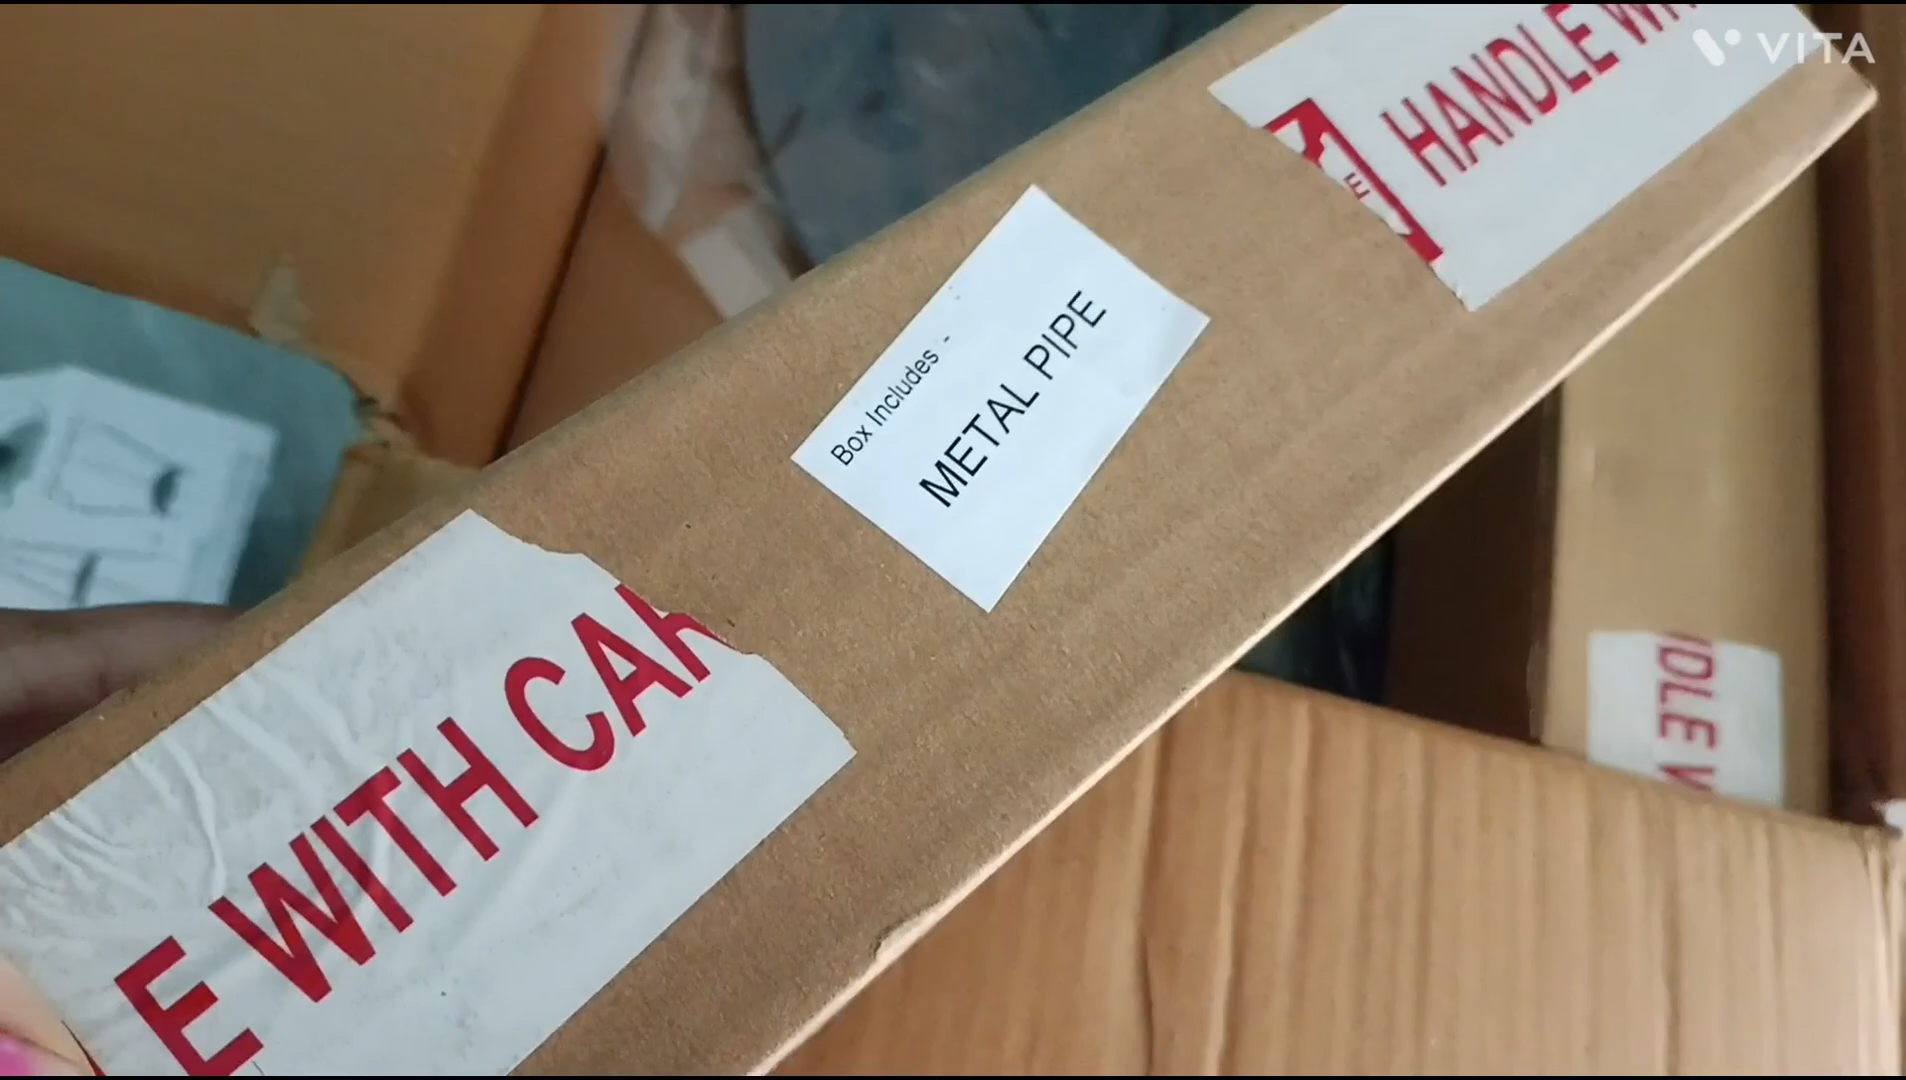 VITA
HANDLE
E
Box Includes -
METAL PIPE
E WITH CAR
DLE